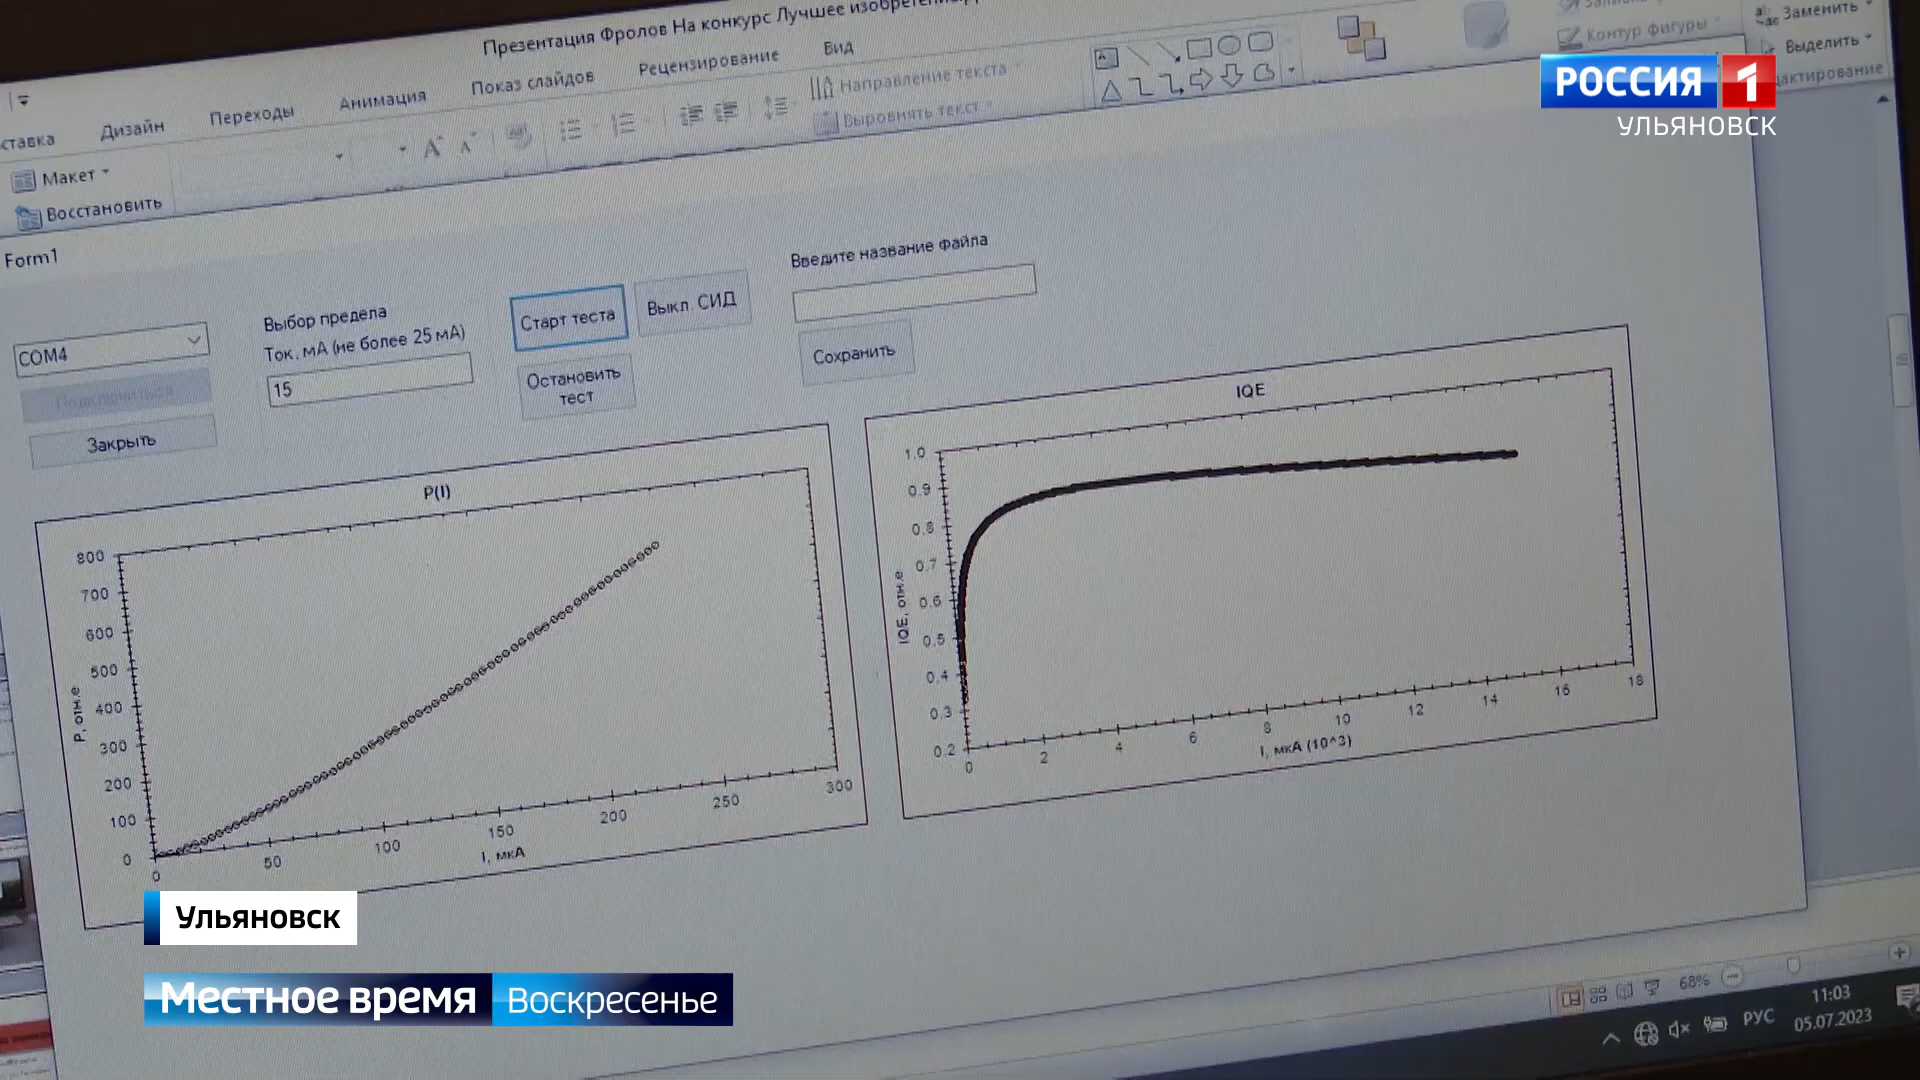 Презентация Фролов На конкурс Лучшее изобретение
РОССИЯ 1
УЛЬЯНОВСК
Дизайн
Переходы
Анимация
Показ слайдов
Рецензирование
Вид
Направление текста
Выровнять текст
Контур фигуры
Заменить
Выделить
Макет
Восстановить
Form1
COM4
Подключиться
Закрыть
Выбор предела
Ток. мА (не более 25 мА)
15
Старт теста
Выкл. СИД
Остановить
тест
Введите название файла
Сохранить
P(I)
800
700
600
500
400
300
200
100
0
P, отн.е
0 50 100 150 200 250 300
I, мкА
IQE
1.0
0.9
0.8
0.7
0.6
0.5
0.4
0.3
0.2
IQE, отн.е
0 2 4 6 8 10 12 14 16 18
I, мкА (10^3)
Ульяновск
Местное время Воскресенье
68%
РУС
11:03
05.07.2023